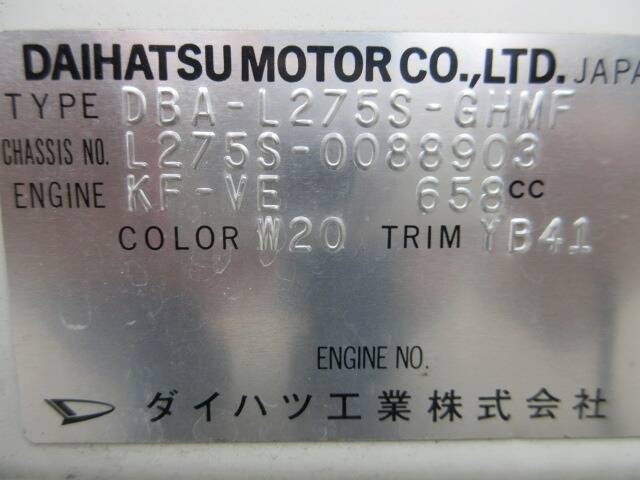 DAIHATSU MOTOR CO.,LTD. JAPA
TYPE DBA-L275S-GHMF
CHASSIS NO. L275S-0088903
ENGINE KF-VE 658CC
COLOR W20 TRIM YB41
ENGINE NO.
ダイハツ工業株式会社